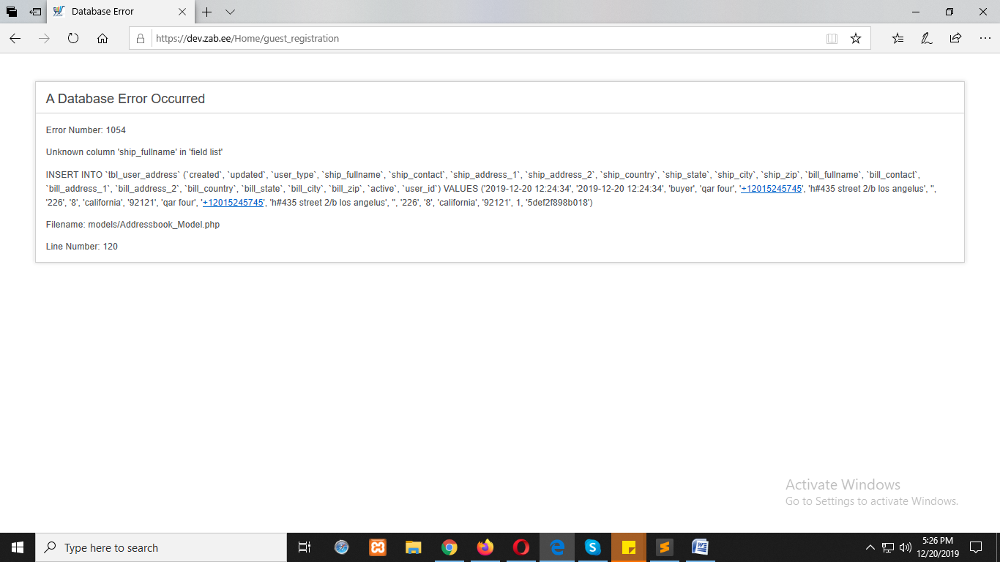 Database Error
https://dev.zab.ee/Home/guest_registration
A Database Error Occurred
Error Number: 1054
Unknown column 'ship_fullname' in 'field list'
INSERT INTO `tbl_user_address` (`created`, `updated`, `user_type`, `ship_fullname`, `ship_contact`, `ship_address_1`, `ship_address_2`, `ship_country`, `ship_state`, `ship_city`, `ship_zip`, `bill_fullname`, `bill_contact`,
`bill_address_1`, `bill_address_2`, `bill_country`, `bill_state`, `bill_city`, `bill_zip`, `active`, `user_id`) VALUES ('2019-12-20 12:24:34', '2019-12-20 12:24:34', 'buyer', 'qar four', '+12015245745', 'h#435 street 2/b los angelus', '',
'226', '8', 'california', '92121', 'qar four', '+12015245745', 'h#435 street 2/b los angelus', '', '226', '8', 'california', '92121', 1, '5def2f898b018')
Filename: models/Addressbook_Model.php
Line Number: 120
Activate Windows
Go to Settings to activate Windows.
Type here to search
5:26 PM
12/20/2019